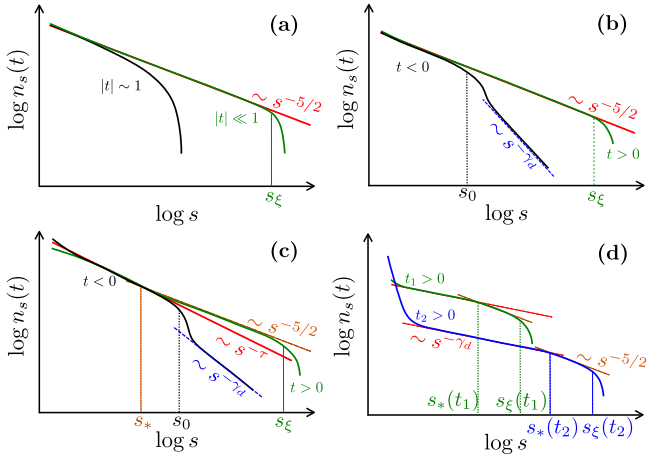 (a)
log n_s(t)
|t| ~ 1
|t| ≪ 1
~ s^{-5/2}
s_ξ
log s
(b)
log n_s(t)
t < 0
~ s^{-5/2}
~ s^{-γ_d}
t > 0
s_0
s_ξ
log s
(c)
log n_s(t)
t < 0
~ s^{-5/2}
~ s^{-τ}
~ s^{-γ_d}
t > 0
s_*
s_0
s_ξ
log s
(d)
log n_s(t)
t_1 > 0
t_2 > 0
~ s^{-γ_d}
~ s^{-5/2}
s_*(t_1) s_ξ(t_1)
s_*(t_2) s_ξ(t_2)
log s